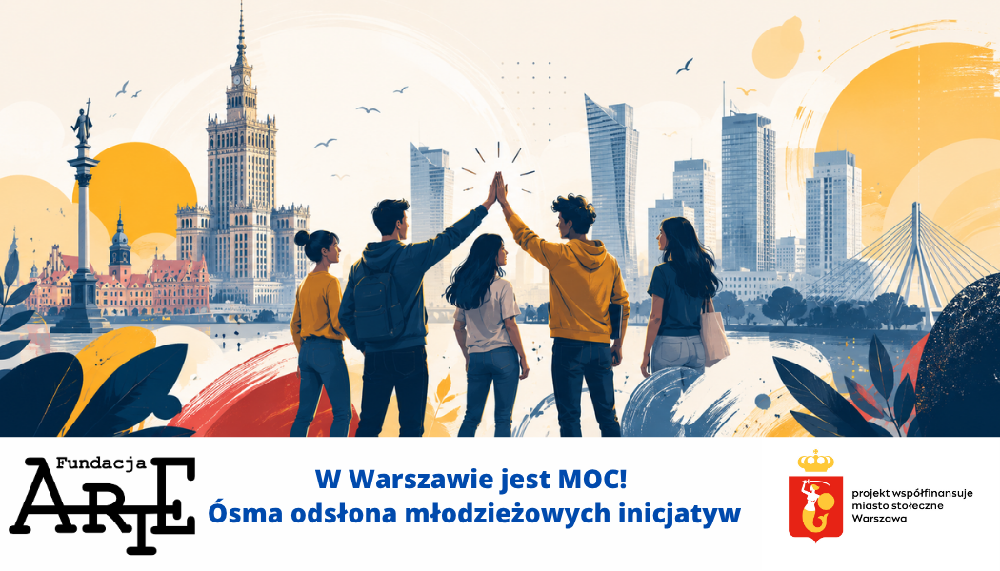 Fundacja
ARTE
W Warszawie jest MOC!
Ósma odsłona młodzieżowych inicjatyw
projekt współfinansuje
miasto stołeczne
Warszawa